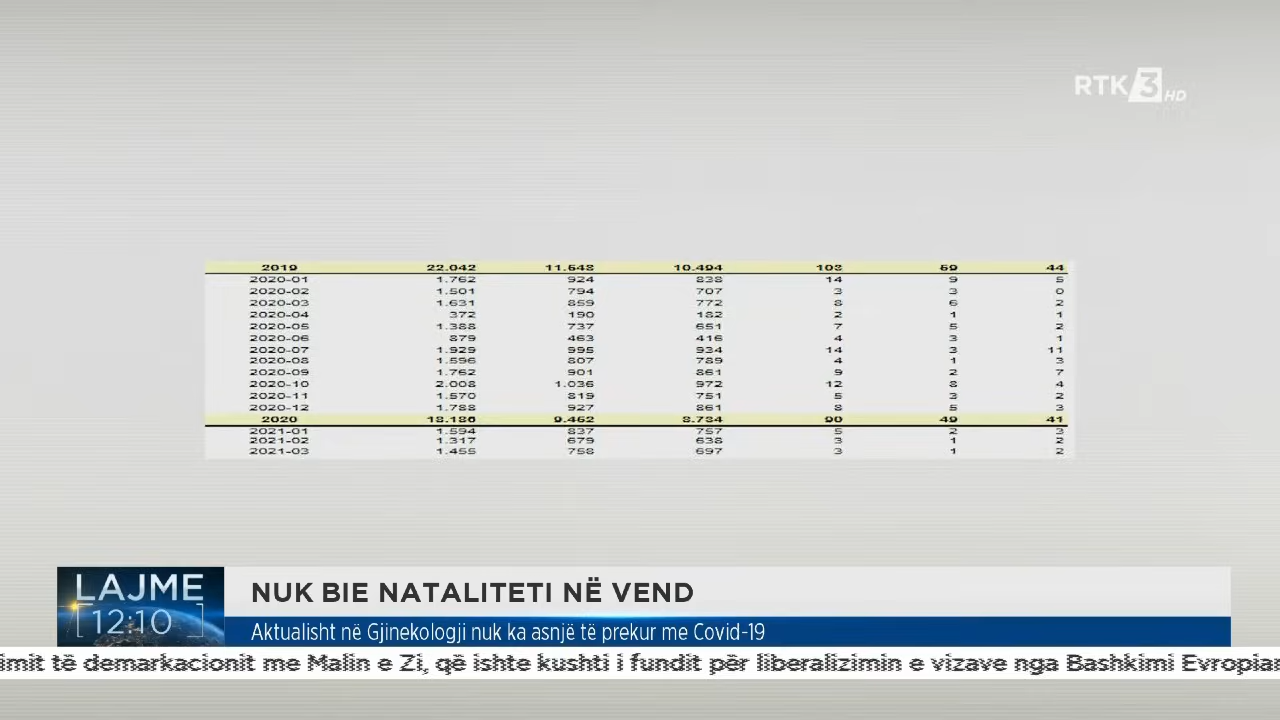 RTK 3 HD
2019 22.042 11.548 10.494 103 59 44
2020-01 1.762 924 838 14 9 5
2020-02 1.501 794 707 3 3 0
2020-03 1.631 859 772 8 6 2
2020-04 372 190 182 2 1 1
2020-05 1.388 737 651 7 5 2
2020-06 879 463 416 4 3 1
2020-07 1.929 995 934 14 3 11
2020-08 1.596 807 789 4 1 3
2020-09 1.762 901 861 9 2 7
2020-10 2.008 1.036 972 12 8 4
2020-11 1.570 819 751 5 3 2
2020-12 1.788 927 861 8 5 3
2020 18.186 9.452 8.734 90 49 41
2021-01 1.594 837 757 5 2 3
2021-02 1.317 679 638 3 1 2
2021-03 1.455 758 697 3 1 2
LAJME
12:10
NUK BIE NATALITETI NË VEND
Aktualisht në Gjinekologji nuk ka asnjë të prekur me Covid-19
imit të demarkacionit me Malin e Zi, që ishte kushti i fundit për liberalizimin e vizave nga Bashkimi Evropian